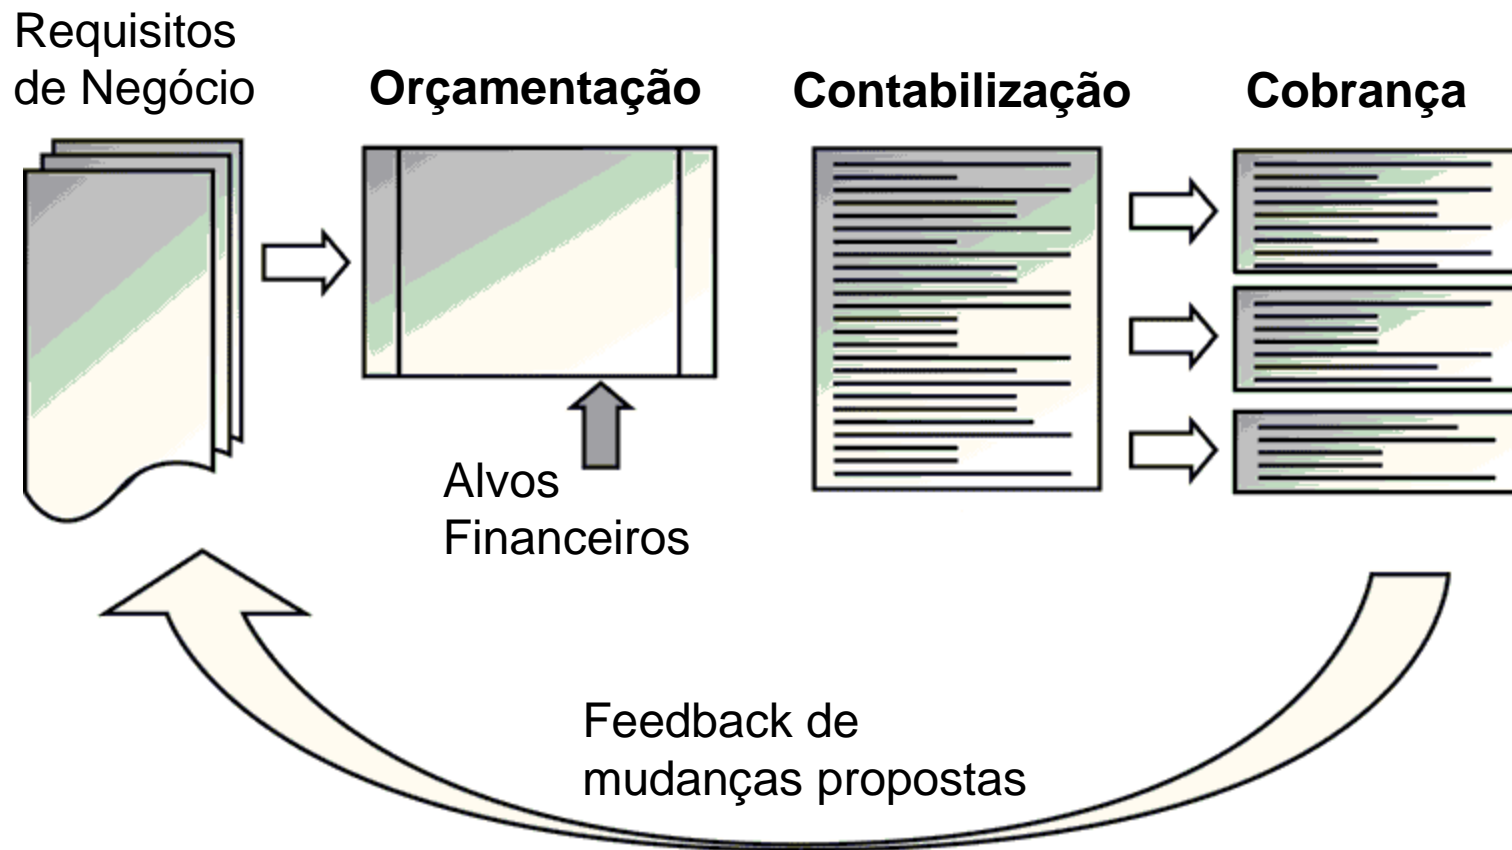 Requisitos
de Negócio
Orçamentação
Contabilização
Cobrança
Alvos
Financeiros
Feedback de
mudanças propostas